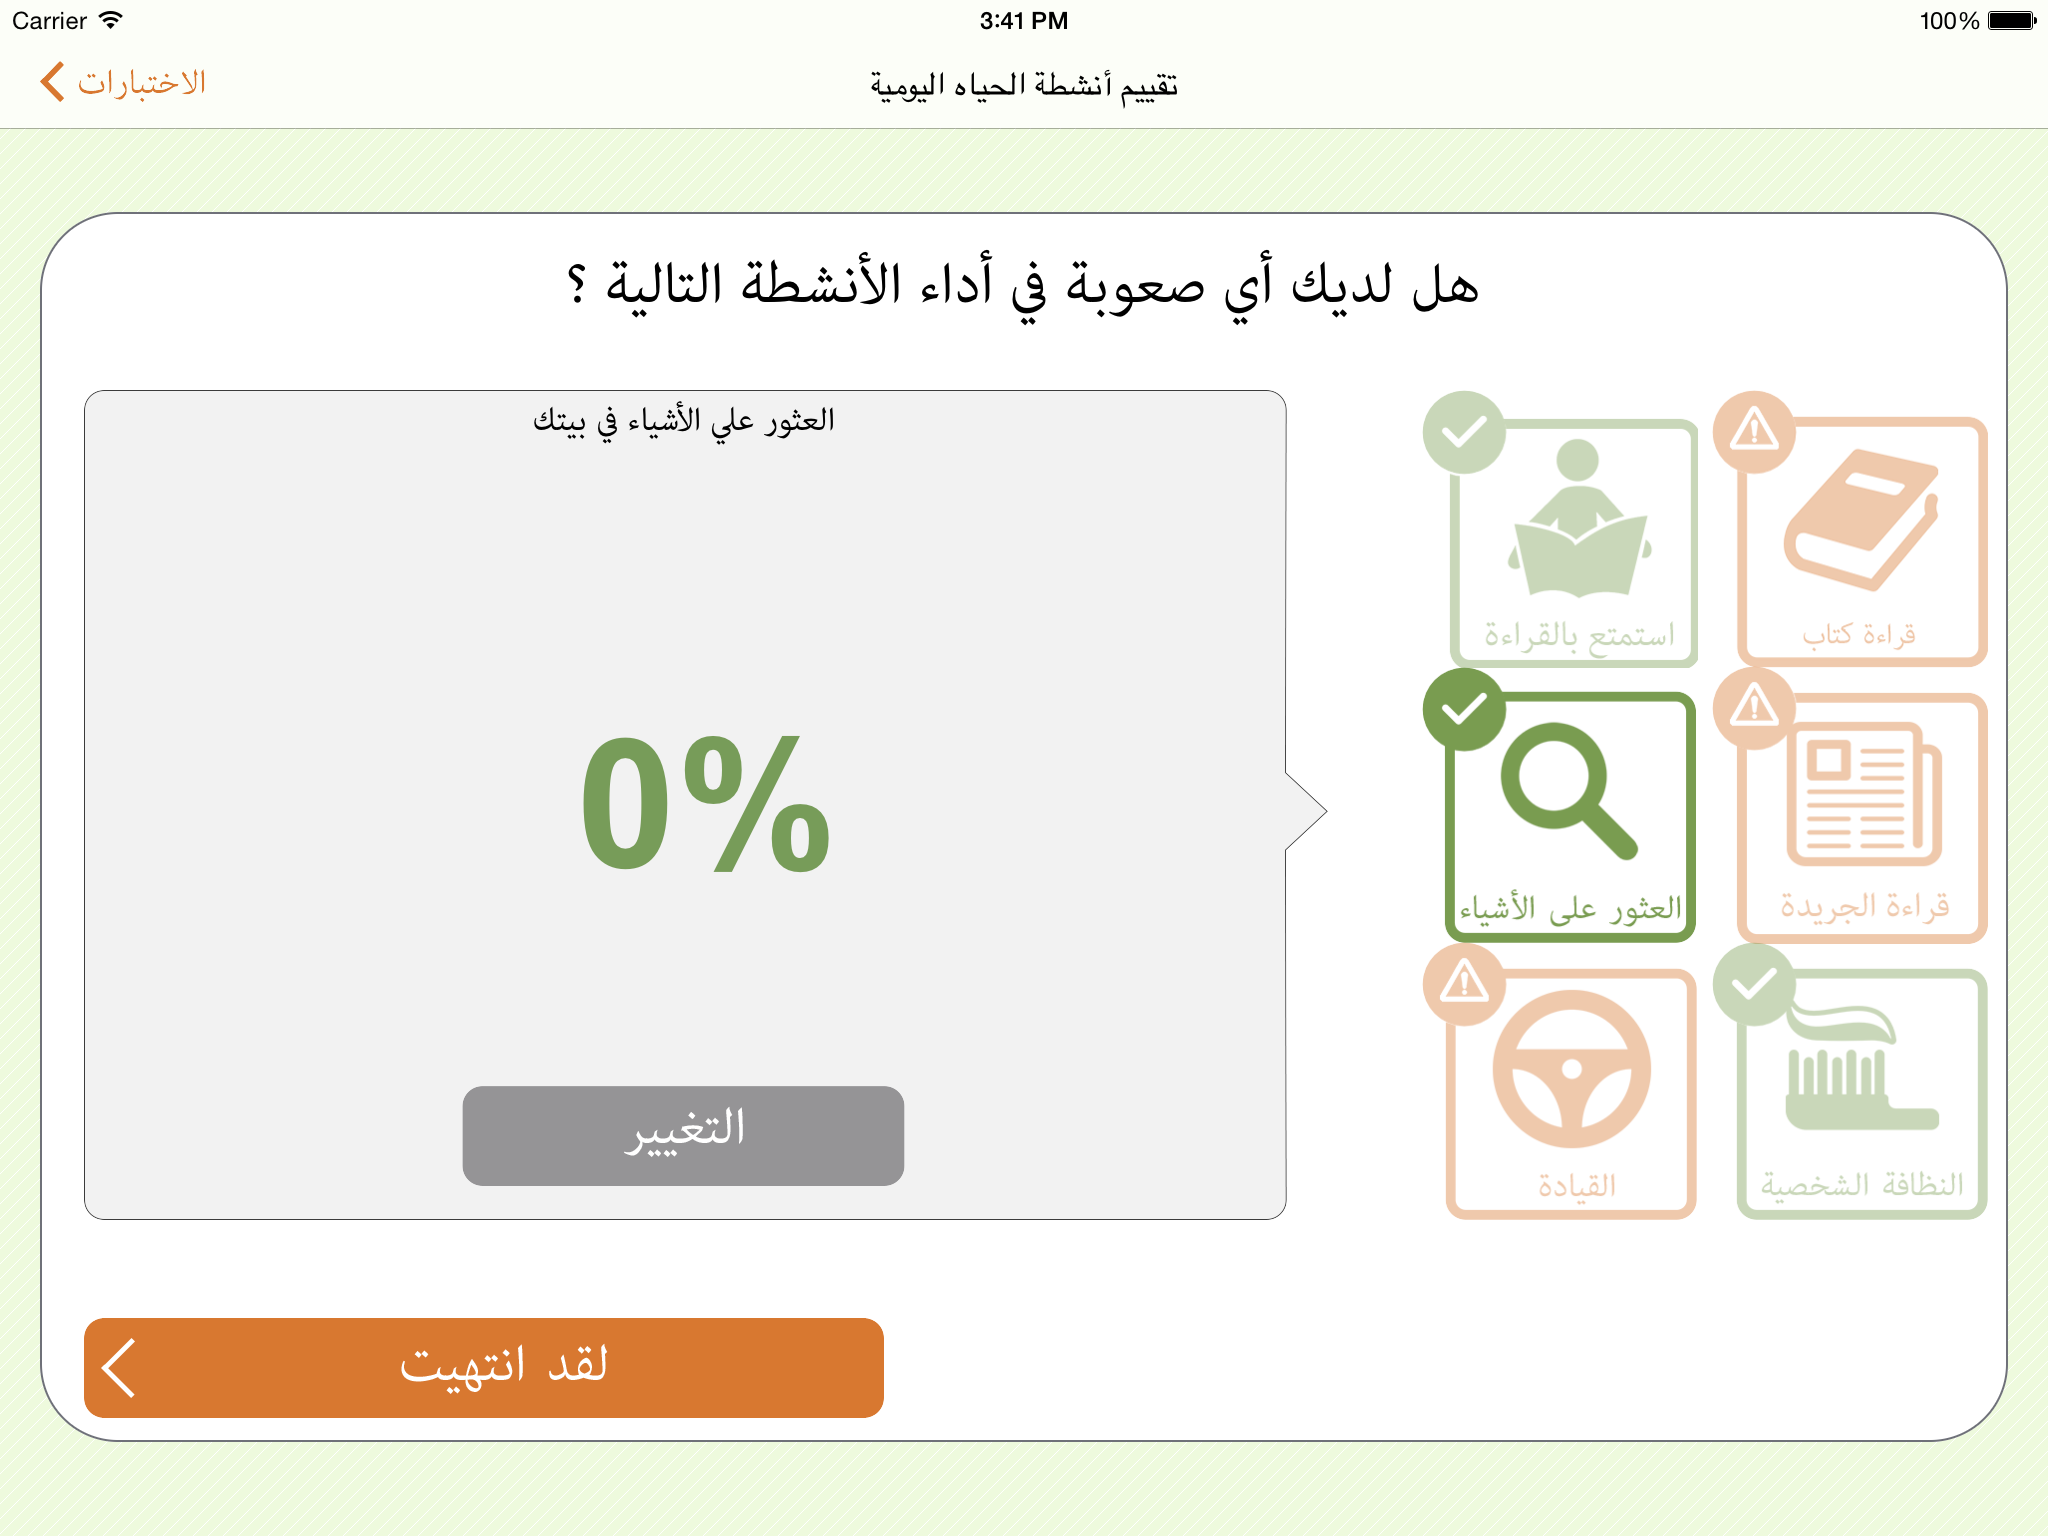 Carrier 3:41 PM 100%
الاختبارات
تقييم أنشطة الحياه اليومية
هل لديك أي صعوبة في أداء الأنشطة التالية ؟
العثور علي الأشياء في بيتك
0%
التغيير
قراءة كتاب
استمتع بالقراءة
قراءة الجريدة
العثور على الأشياء
النظافة الشخصية
القيادة
لقد انتهيت